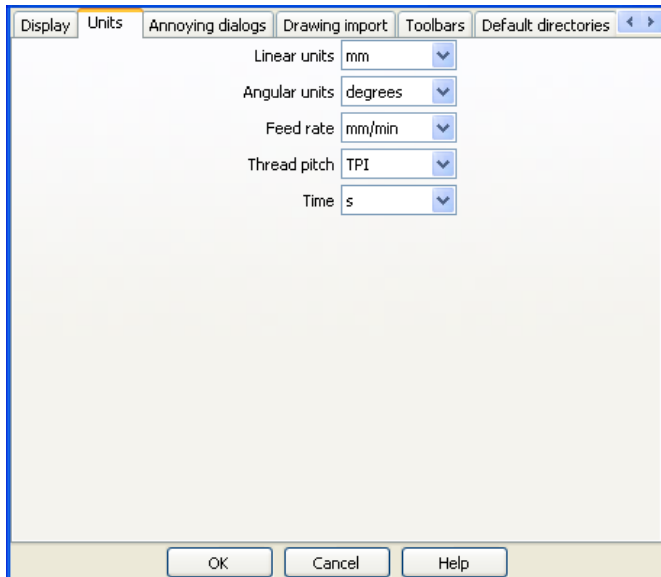 Display Units Annoying dialogs Drawing import Toolbars Default directories
Linear units mm
Angular units degrees
Feed rate mm/min
Thread pitch TPI
Time s
OK Cancel Help